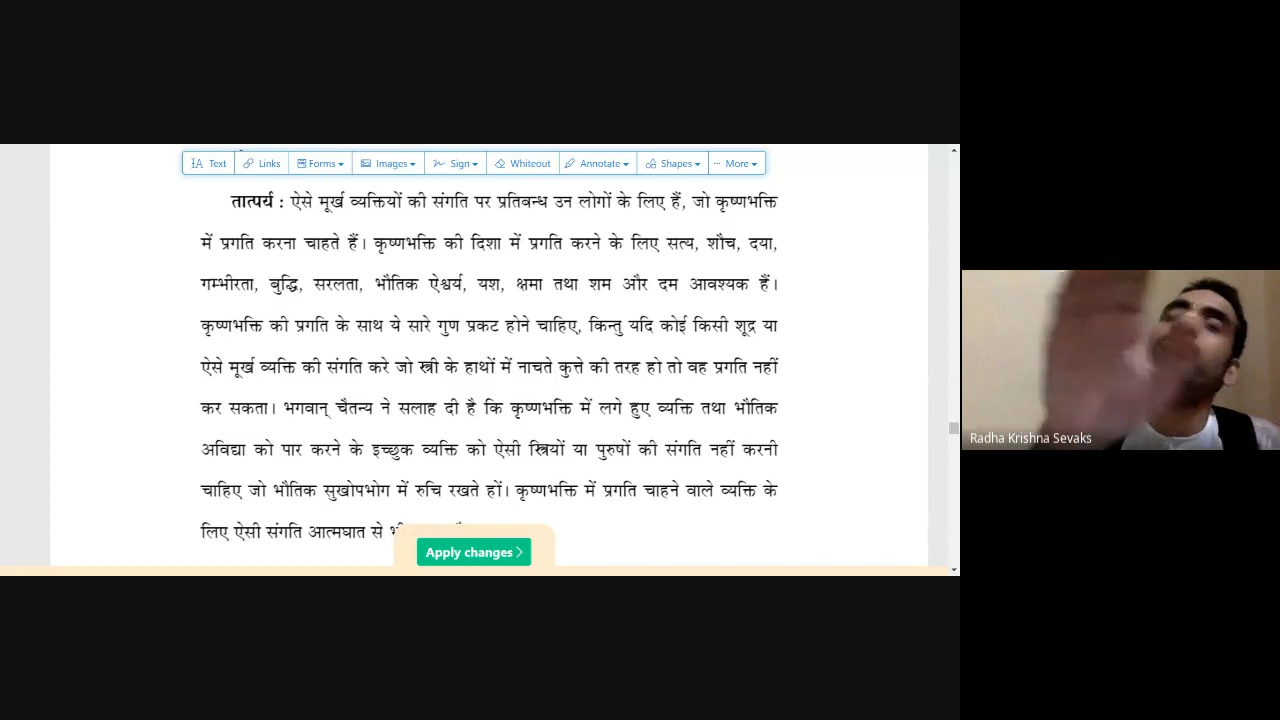 Text Links Forms Images Sign Whiteout Annotate Shapes More
तात्पर्य : ऐसे मूर्ख व्यक्तियों की संगति पर प्रतिबन्ध उन लोगों के लिए हैं, जो कृष्णभक्ति
में प्रगति करना चाहते हैं। कृष्णभक्ति की दिशा में प्रगति करने के लिए सत्य, शौच, दया,
गम्भीरता, बुद्धि, सरलता, भौतिक ऐश्वर्य, यश, क्षमा तथा शम और दम आवश्यक हैं।
कृष्णभक्ति की प्रगति के साथ ये सारे गुण प्रकट होने चाहिए, किन्तु यदि कोई किसी शूद्र या
ऐसे मूर्ख व्यक्ति की संगति करे जो स्त्री के हाथों में नाचते कुत्ते की तरह हो तो वह प्रगति नहीं
कर सकता। भगवान् चैतन्य ने सलाह दी है कि कृष्णभक्ति में लगे हुए व्यक्ति तथा भौतिक
अविद्या को पार करने के इच्छुक व्यक्ति को ऐसी स्त्रियों या पुरुषों की संगति नहीं करनी
चाहिए जो भौतिक सुखोपभोग में रुचि रखते हों। कृष्णभक्ति में प्रगति चाहने वाले व्यक्ति के
लिए ऐसी संगति आत्मघात से
Apply changes
Radha Krishna Sevaks